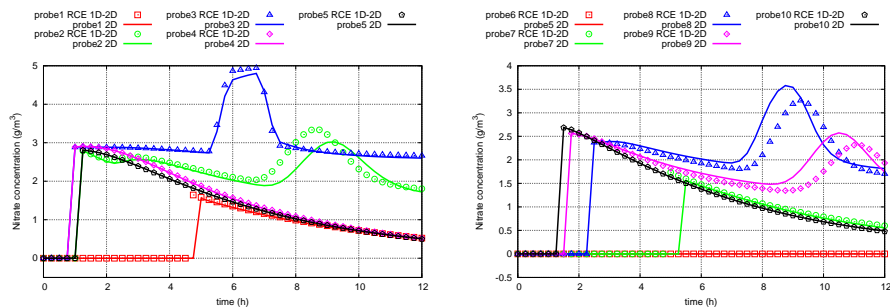 probe1 RCE 1D-2D
probe1 2D
probe2 RCE 1D-2D
probe2 2D
probe3 RCE 1D-2D
probe3 2D
probe4 RCE 1D-2D
probe4 2D
probe5 RCE 1D-2D
probe5 2D
Nitrate concentration (g/m³)
5
4
3
2
1
0
0 2 4 6 8 10 12
time (h)
probe6 RCE 1D-2D
probe6 2D
probe7 RCE 1D-2D
probe7 2D
probe8 RCE 1D-2D
probe8 2D
probe9 RCE 1D-2D
probe9 2D
probe10 RCE 1D-2D
probe10 2D
Nitrate concentration (g/m³)
4
3.5
3
2.5
2
1.5
1
0.5
0
-0.5
0 2 4 6 8 10 12
time (h)